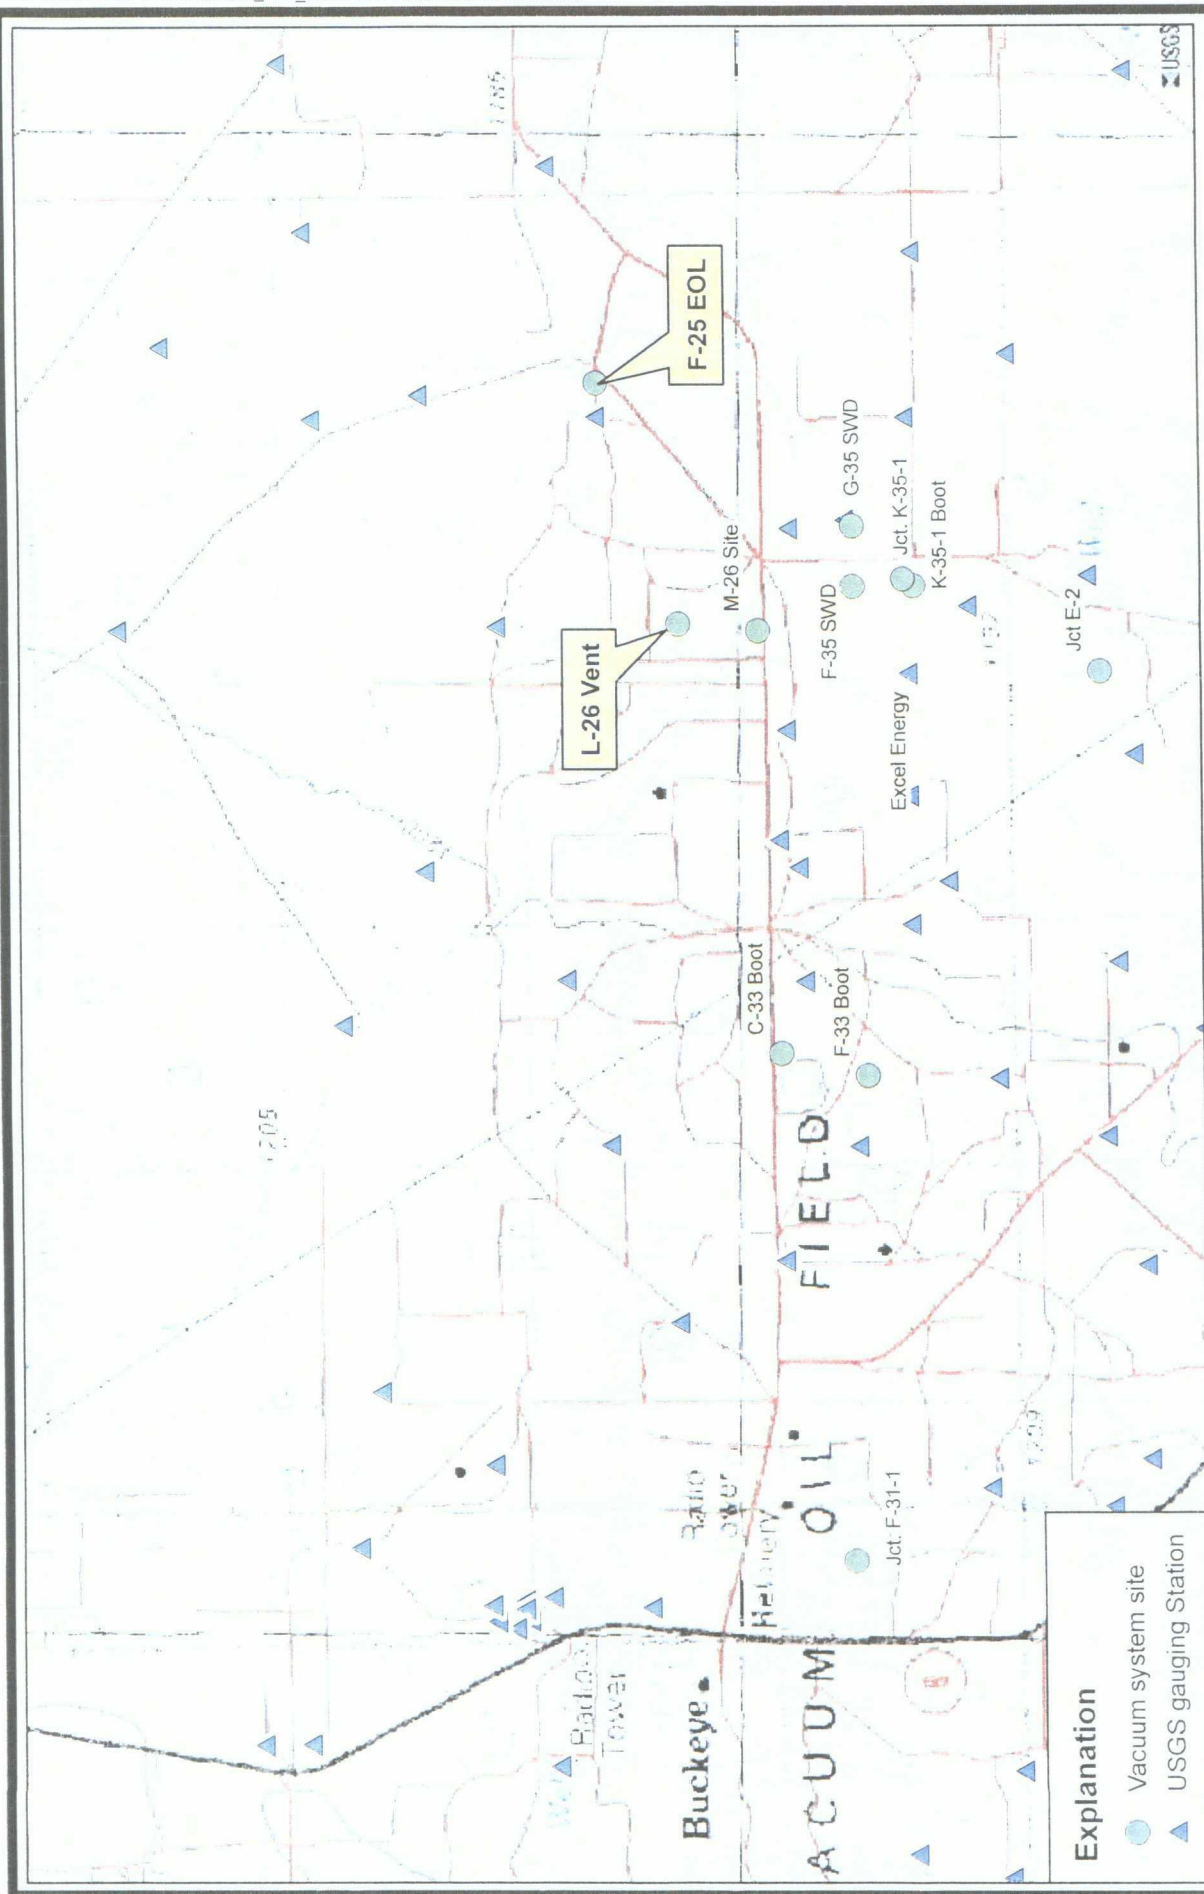 USGS
F-25 EOL
L-26 Vent
M-26 Site
G-35 SWD
F-35 SWD
Jct. K-35-1
K-35-1 Boot
Jct E-2
Excel Energy
C-33 Boot
F-33 Boot
Jct. F-31-1
Buckeye
Radio
Tower
ACUUM OIL FIELD
Explanation
Vacuum system site
USGS gauging Station